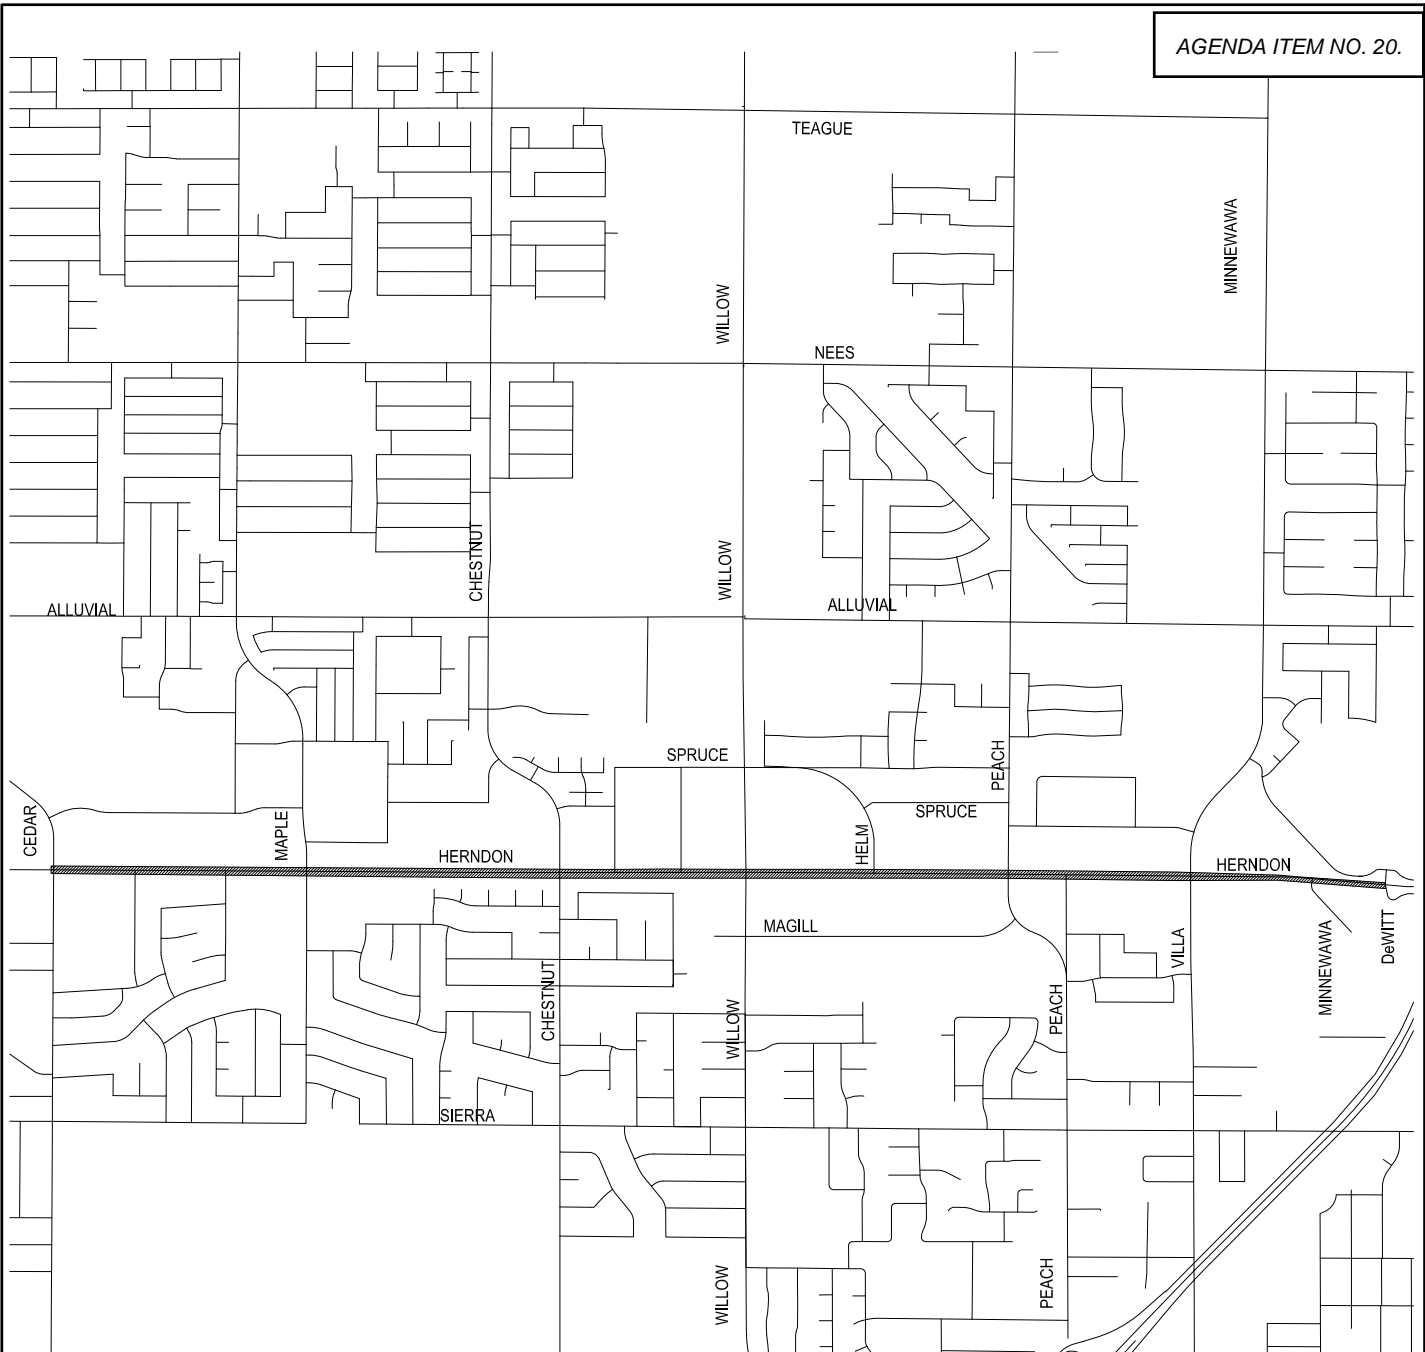 AGENDA ITEM NO. 20.
TEAGUE
MINNEWAWA
WILLOW
NEES
CHESTNUT
WILLOW
ALLUVIAL
ALLUVIAL
SPRUCE
PEACH
SPRUCE
CEDAR
MAPLE
HELM
HERNDON
HERNDON
MAGILL
VILLA
MINNEWAWA
DeWITT
CHESTNUT
WILLOW
PEACH
SIERRA
WILLOW
PEACH